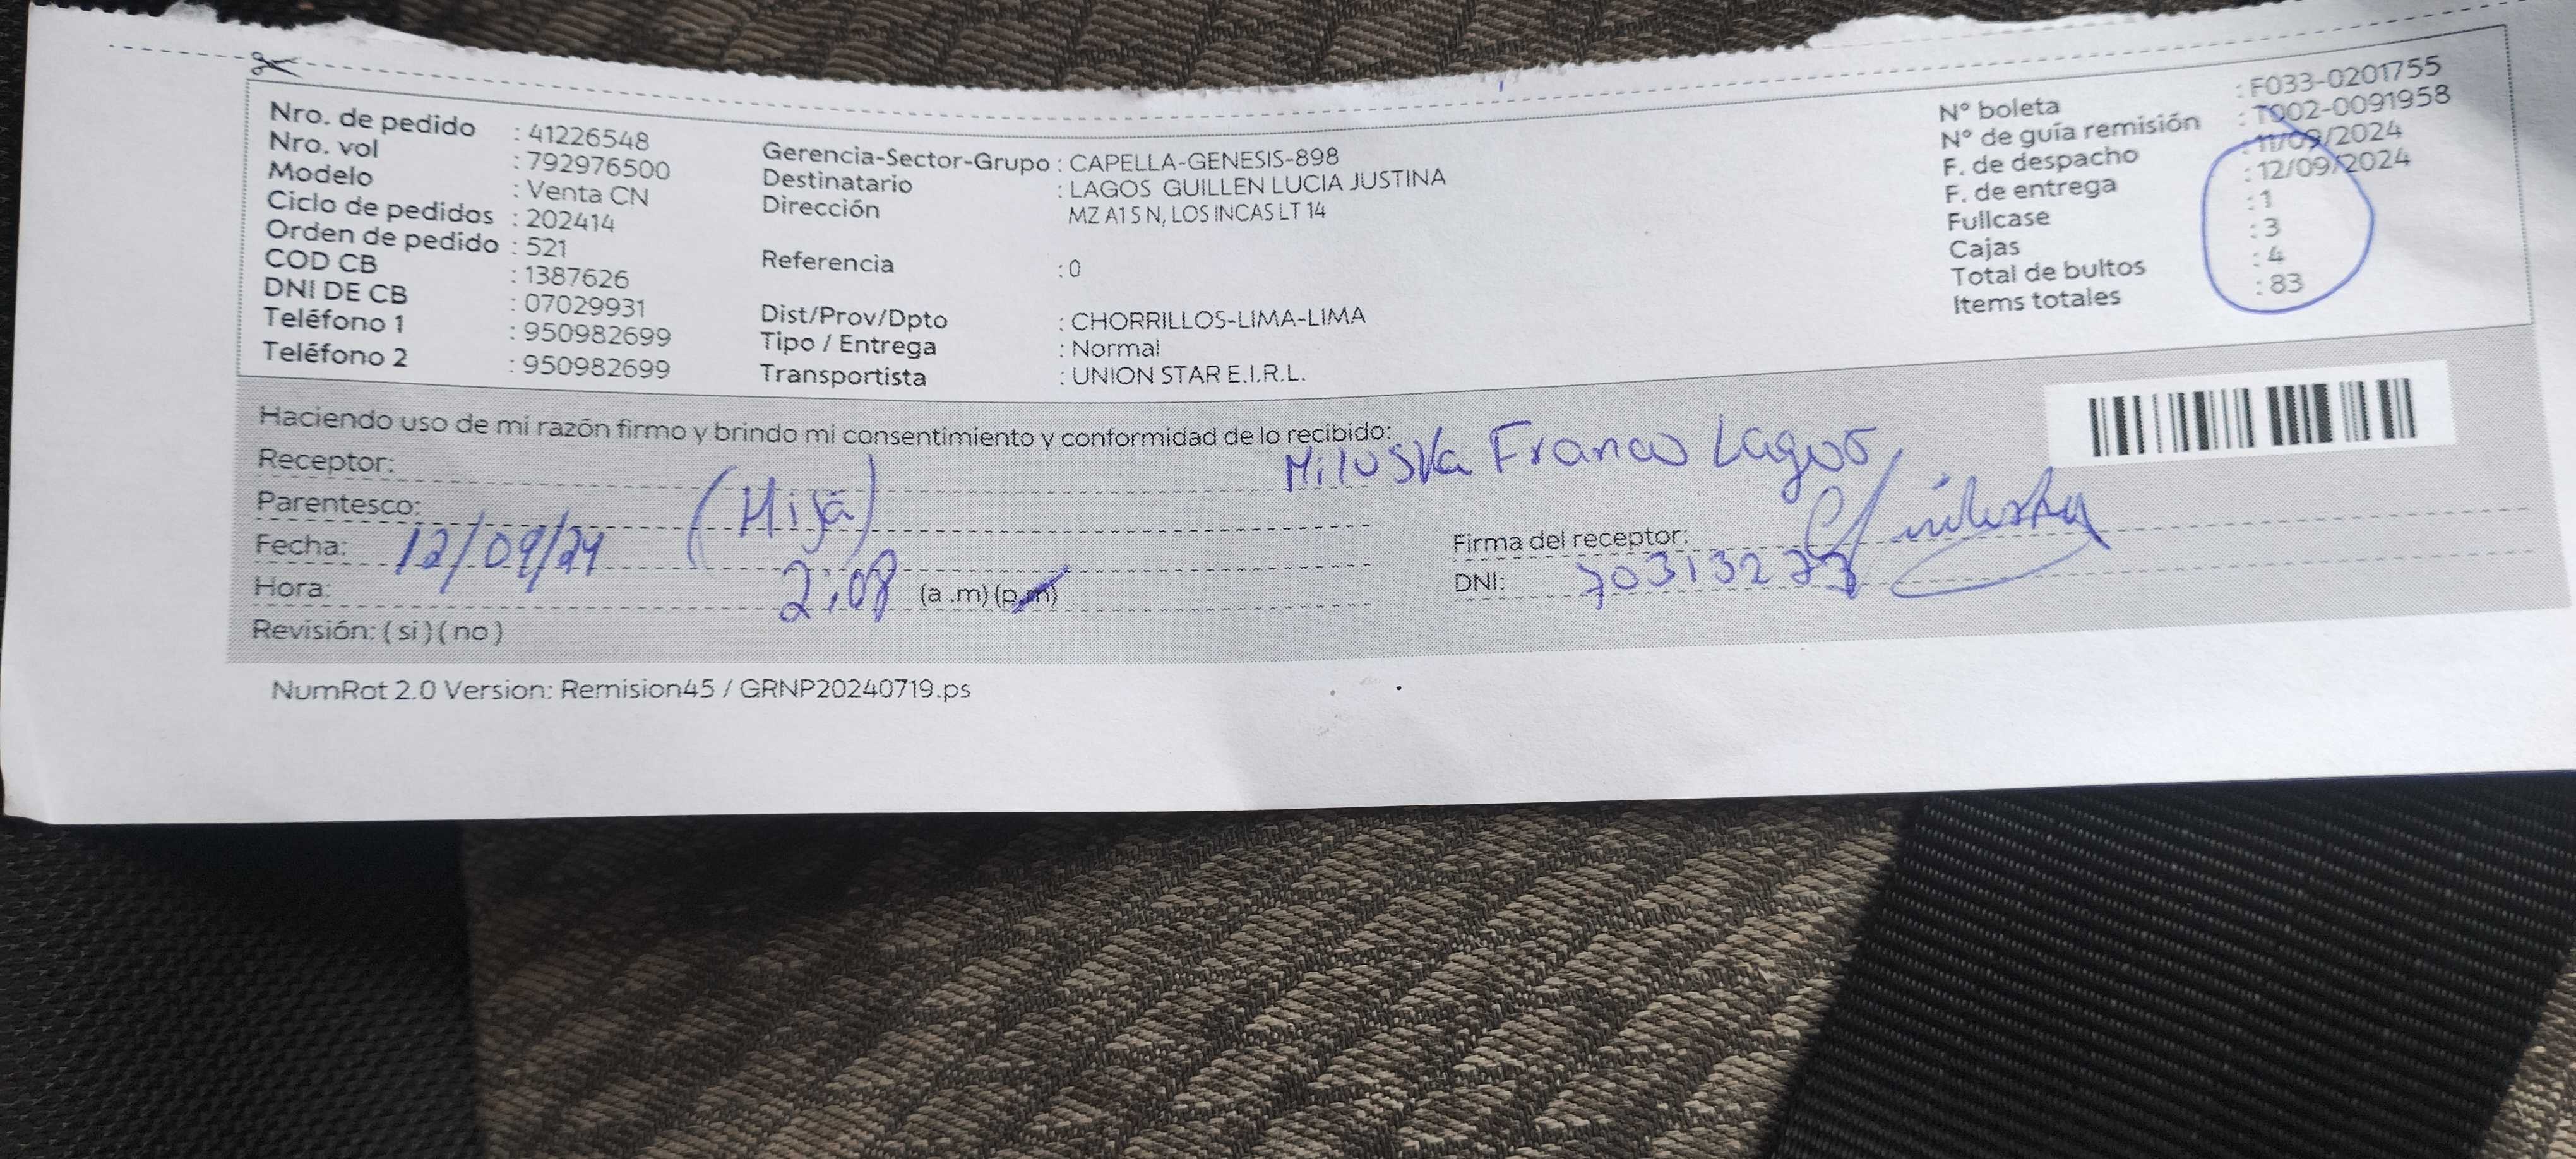 Nro. de pedido : 41226548
Nro. vol : 792976500
Modelo : Venta CN
Ciclo de pedidos : 202414
Orden de pedido : 521
COD CB : 1387626
DNI DE CB : 07029931
Teléfono 1 : 950982699
Teléfono 2 : 950982699
Gerencia-Sector-Grupo : CAPELLA-GENESIS-898
Destinatario : LAGOS GUILLEN LUCIA JUSTINA
Dirección MZ A1 S N, LOS INCAS LT 14
Referencia : 0
Dist/Prov/Dpto : CHORRILLOS-LIMA-LIMA
Tipo / Entrega : Normal
Transportista : UNION STAR E.I.R.L.
N° boleta : F033-0201755
N° de guía remisión : T002-0091958
F. de despacho : 11/09/2024
F. de entrega : 12/09/2024
Fullcase : 1
Cajas : 3
Total de bultos : 4
Items totales : 83
Haciendo uso de mi razón firmo y brindo mi consentimiento y conformidad de lo recibido:
Receptor: Miluska Franco Lagos
Parentesco: (Hija)
Fecha: 12/09/24
Hora: 2:08 (a .m) (p.m)
Revisión: ( si ) ( no )
Firma del receptor:
DNI: 70313273
NumRot 2.0 Version: Remision45 / GRNP20240719.ps